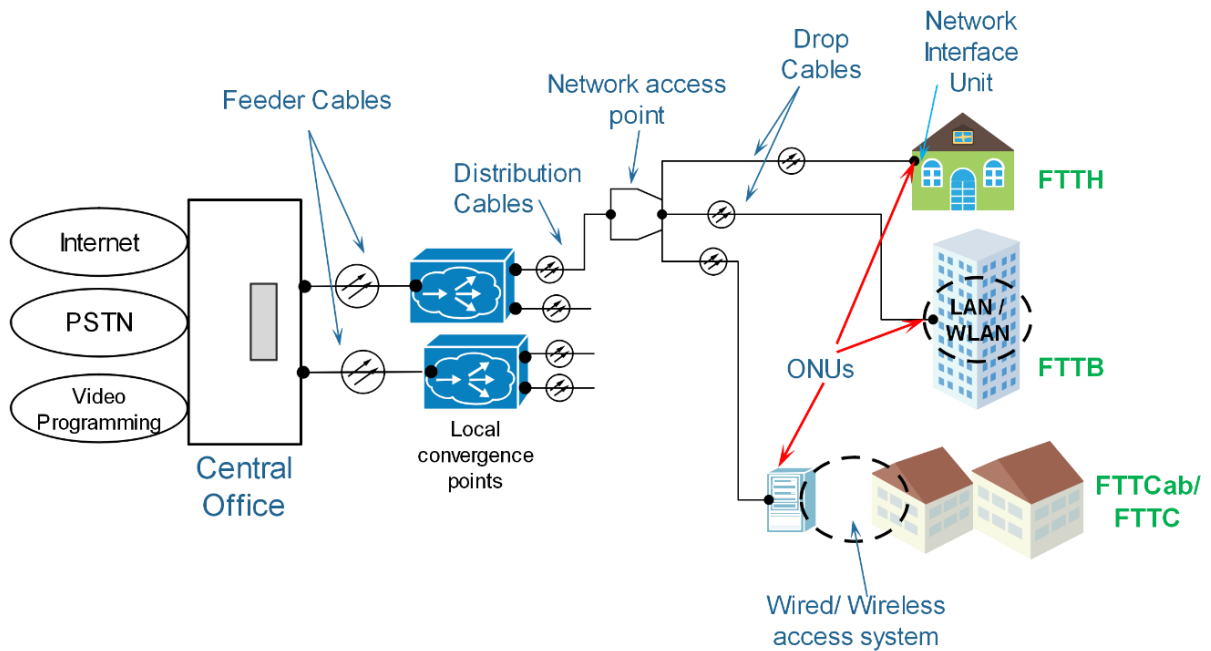 Internet
PSTN
Video
Programming
Central
Office
Feeder Cables
Local
convergence
points
Distribution
Cables
Network access
point
Drop
Cables
Network
Interface
Unit
FTTH
LAN /
WLAN
FTTB
ONUs
FTTCab/
FTTC
Wired/ Wireless
access system